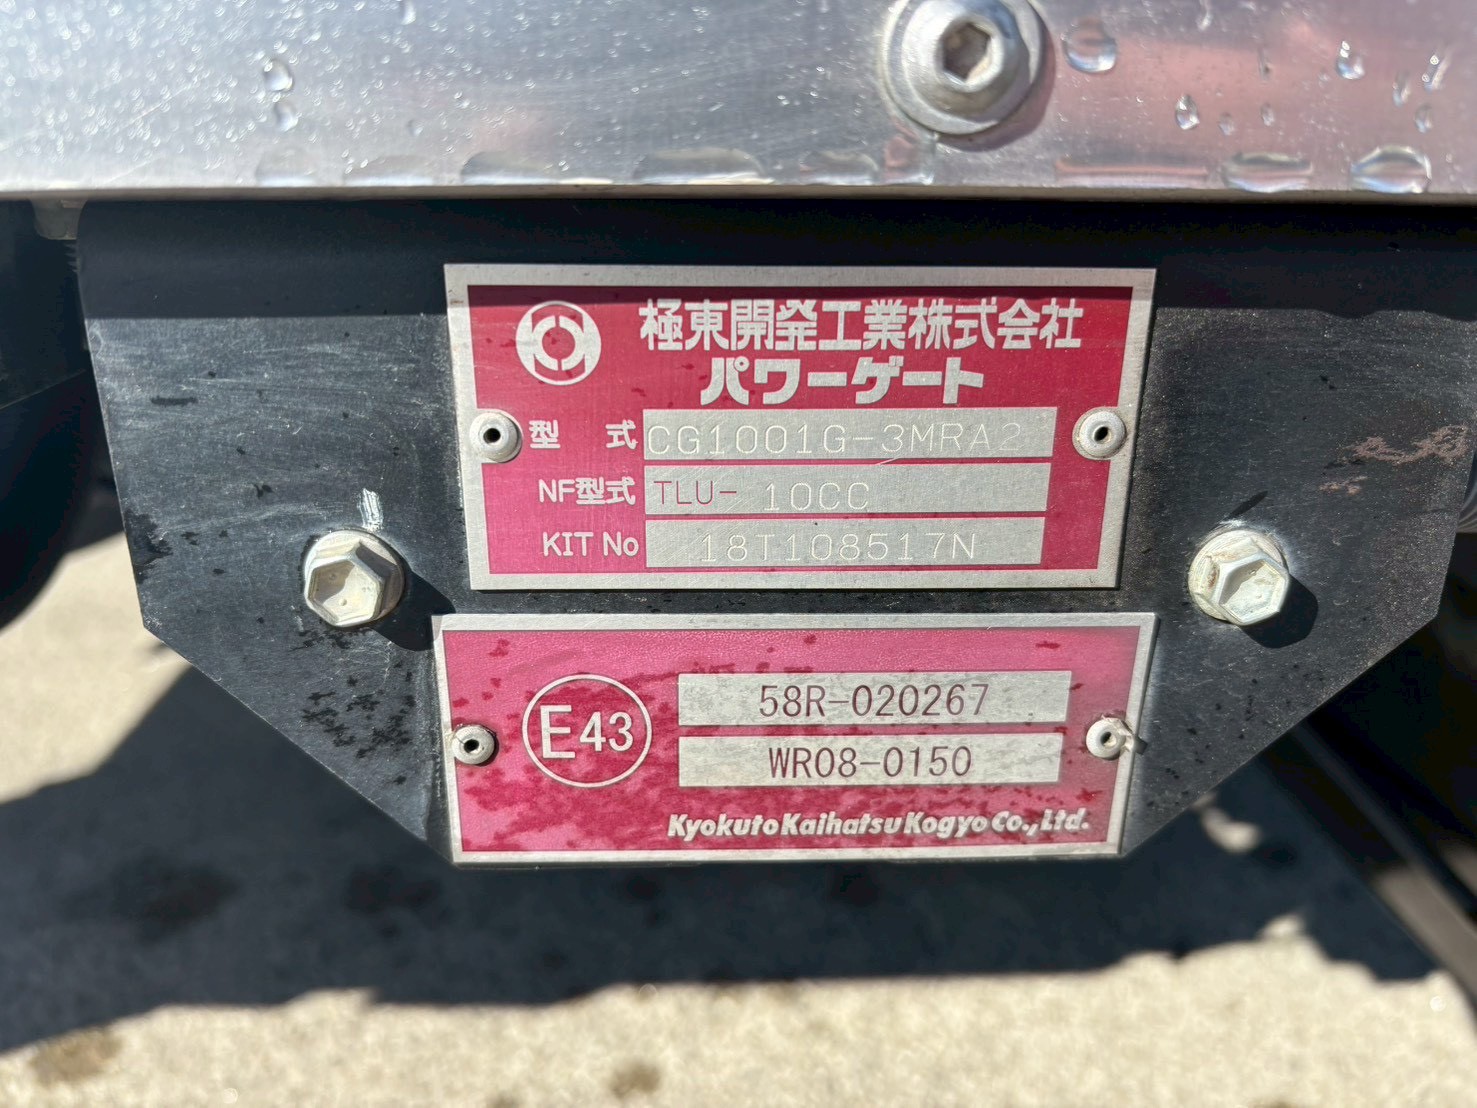 極東開発工業株式会社
パワーゲート
型 式 CG1001G-3MRA2
NF型式 TLU- 10CC
KIT No 18T108517N
E43
58R-020267
WR08-0150
Kyokuto Kaihatsu Kogyo Co., Ltd.